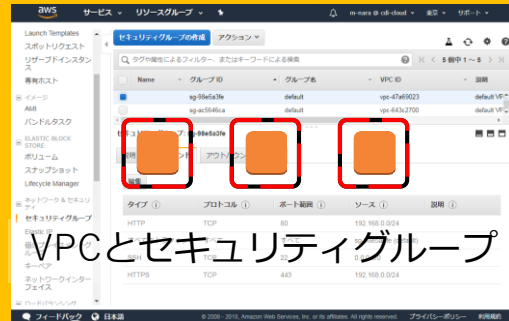 aws サービス リソースグループ m-nara @ cdi-cloud 東京 サポート
Launch Templates
スポットリクエスト
リザーブドインスタン
ス
専有ホスト
イメージ
AMI
バンドルタスク
ELASTIC BLOCK
STORE
ボリューム
スナップショット
Lifecycle Manager
ネットワーク & セキュリ
ティ
セキュリティグループ
Elastic IP
キーペア
ネットワークインター
フェイス
ロードバランシング
セキュリティグループの作成 アクション
タグや属性によるフィルター、またはキーワードによる検索 5 個中 1 ~ 5
Name グループ ID グループ名 VPC ID 説明
sg-98e5a3fe default vpc-47a69023 default VP
sg-ac5646ca default vpc-643c2700 default VP
sg-98e5a3fe
アウトバウン
編集
タイプ プロトコル ポート範囲 ソース 説明
HTTP TCP 80 192.168.0.0/24
SSH TCP 22
HTTPS TCP 443 192.168.0.0/24
VPCとセキュリティグループ
フィードバック 日本語 © 2008 - 2019, Amazon Web Services, Inc. or its affiliates. All rights reserved. プライバシーポリシー 利用規約